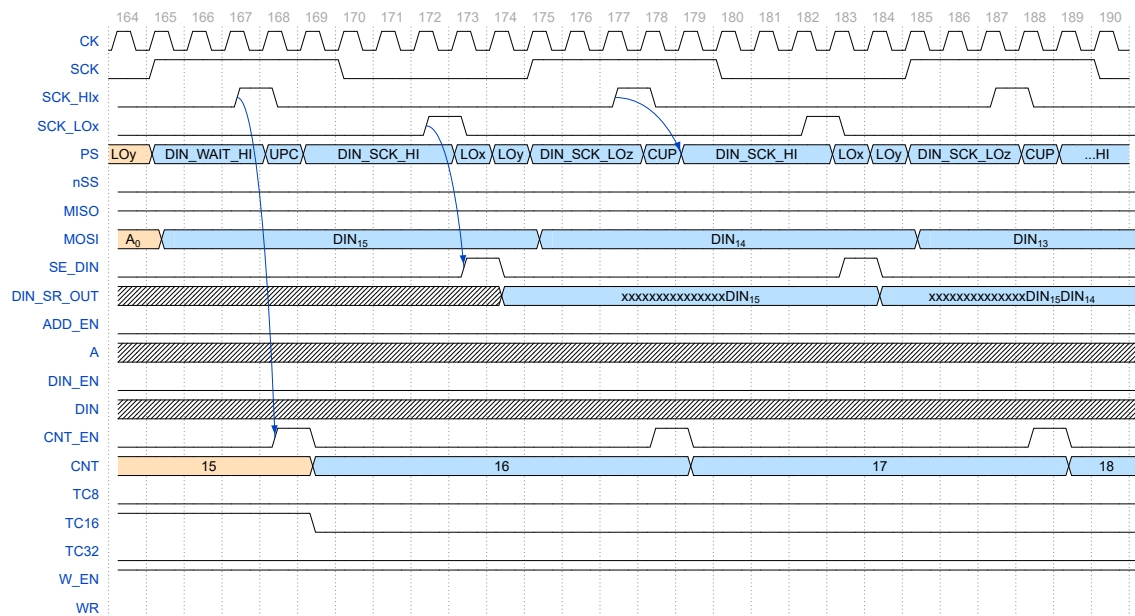 164 165 166 167 168 169 170 171 172 173 174 175 176 177 178 179 180 181 182 183 184 185 186 187 188 189 190
CK
SCK
SCK_HIx
SCK_LOx
PS LOy DIN_WAIT_HI UPC DIN_SCK_HI LOx LOy DIN_SCK_LOz CUP DIN_SCK_HI LOx LOy DIN_SCK_LOz CUP ...HI
nSS
MISO
MOSI A₀ DIN₁₅ DIN₁₄ DIN₁₃
SE_DIN
DIN_SR_OUT xxxxxxxxxxxxxxxDIN₁₅ xxxxxxxxxxxxxxDIN₁₅DIN₁₄
ADD_EN
A
DIN_EN
DIN
CNT_EN
CNT 15 16 17 18
TC8
TC16
TC32
W_EN
WR